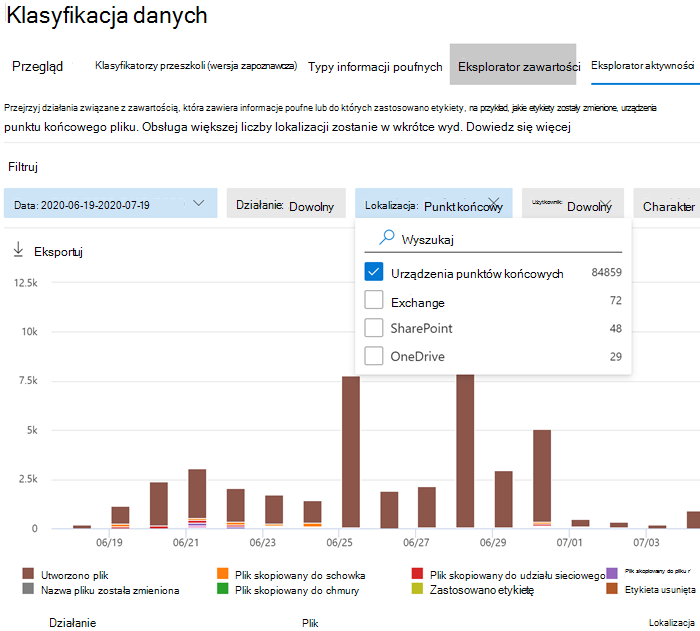 Klasyfikacja danych
Przegląd Klasyfikatorzy przeszkoli (wersja zapoznawcza) Typy informacji poufnych Eksplorator zawartości Eksplorator aktywności
Przejrzyj działania związane z zawartością, która zawiera informacje poufne lub do których zastosowano etykiety, na przykład, jakie etykiety zostały zmienione, urządzenia
punktu końcowego pliku. Obsługa większej liczby lokalizacji zostanie w wkrótce wyd. Dowiedz się więcej
Filtruj
Data: 2020-06-19-2020-07-19 Działanie: Dowolny Lokalizacja: Punkt końcowy Użytkownik: Dowolny Charakter
Wyszukaj
Eksportuj
Urządzenia punktów końcowych 84859
Exchange 72
SharePoint 48
OneDrive 29
12.5k
10k
7.5k
5k
2.5k
0
06/19 06/21 06/23 06/25 06/27 06/29 07/01 07/03
Utworzono plik Plik skopiowany do schowka Plik skopiowany do udziału sieciowego Plik skopiowany do pliku r
Nazwa pliku została zmieniona Plik skopiowany do chmury Zastosowano etykietę Etykieta usunięta
Działanie Plik Lokalizacja